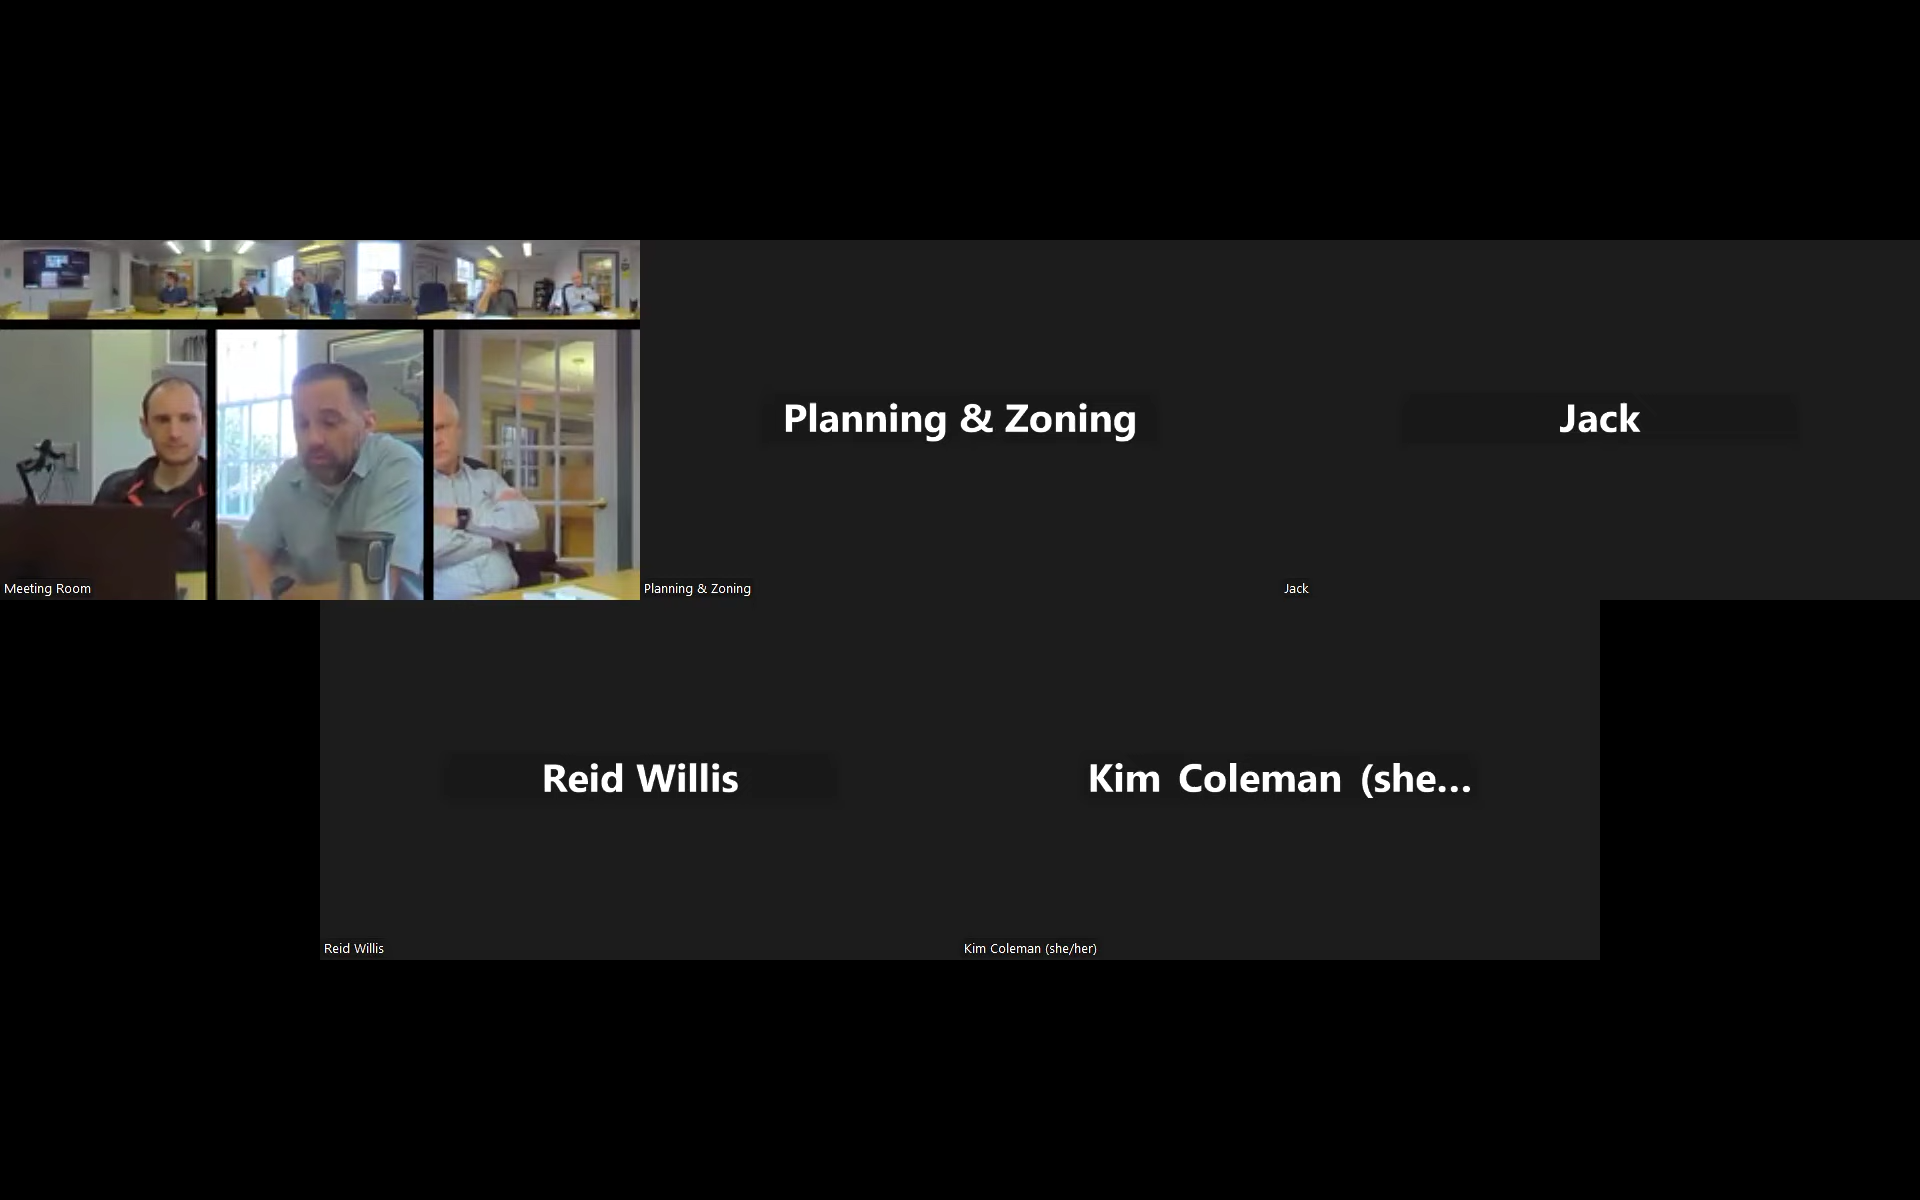 Meeting Room
Planning & Zoning
Planning & Zoning
Jack
Jack
Reid Willis
Reid Willis
Kim Coleman (she...
Kim Coleman (she/her)